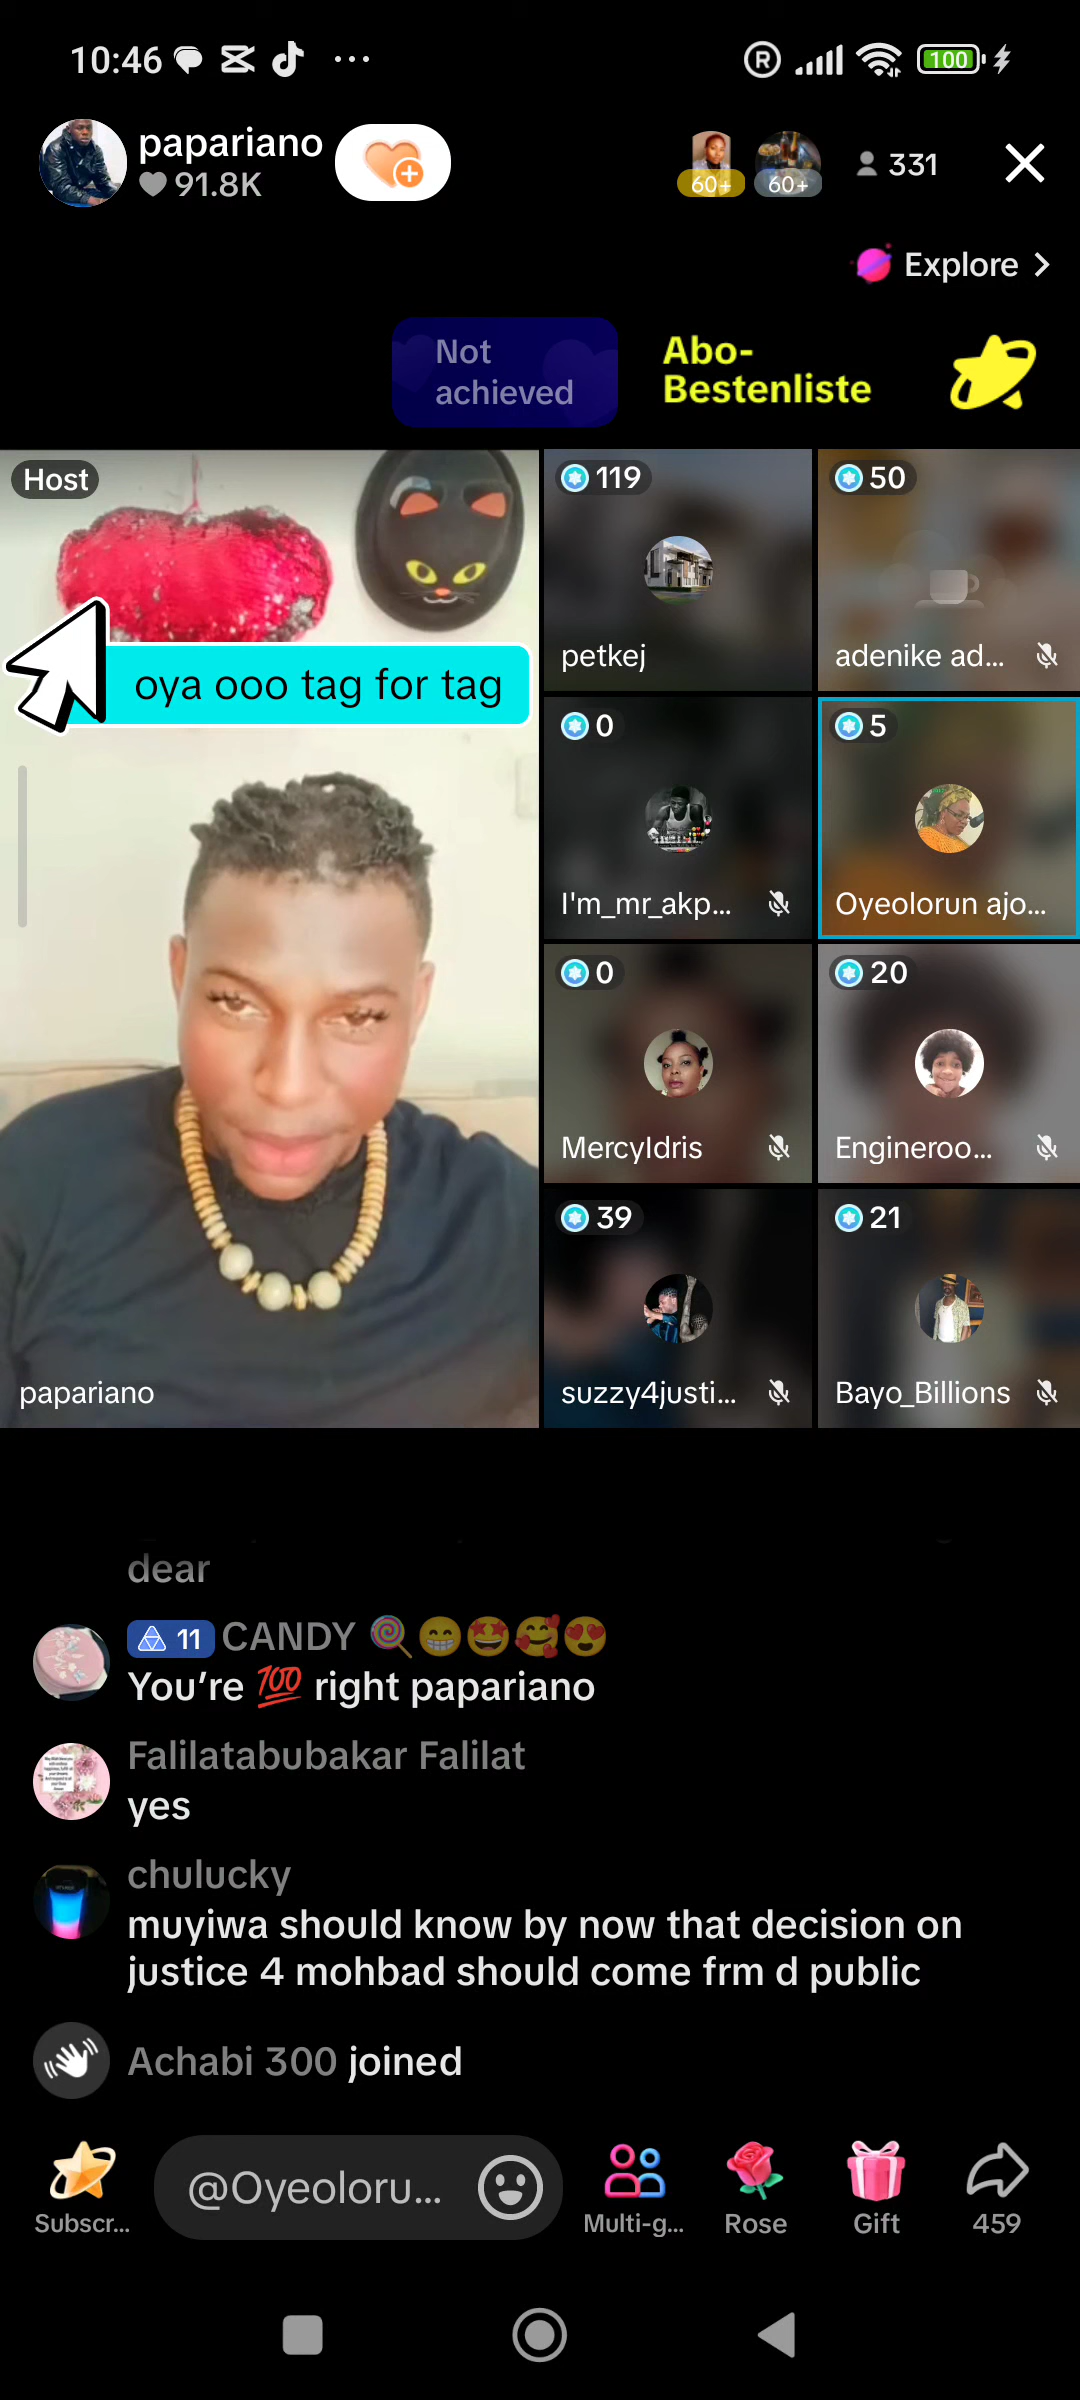 10:46
100
papariano
91.8K
60+
60+
331
Explore
Not
achieved
Abo-
Bestenliste
Host
oya ooo tag for tag
papariano
119
petkej
50
adenike ad...
0
I'm_mr_akp...
5
Oyeolorun ajo...
0
MercyIdris
20
Engineroo...
39
suzzy4justi...
21
Bayo_Billions
dear
11 CANDY 🍭😁🤩🥰😍
You’re 💯 right papariano
Falilatabubakar Falilat
yes
chulucky
muyiwa should know by now that decision on
justice 4 mohbad should come frm d public
Achabi 300 joined
@Oyeoloru...
Subscr...
Multi-g...
Rose
Gift
459